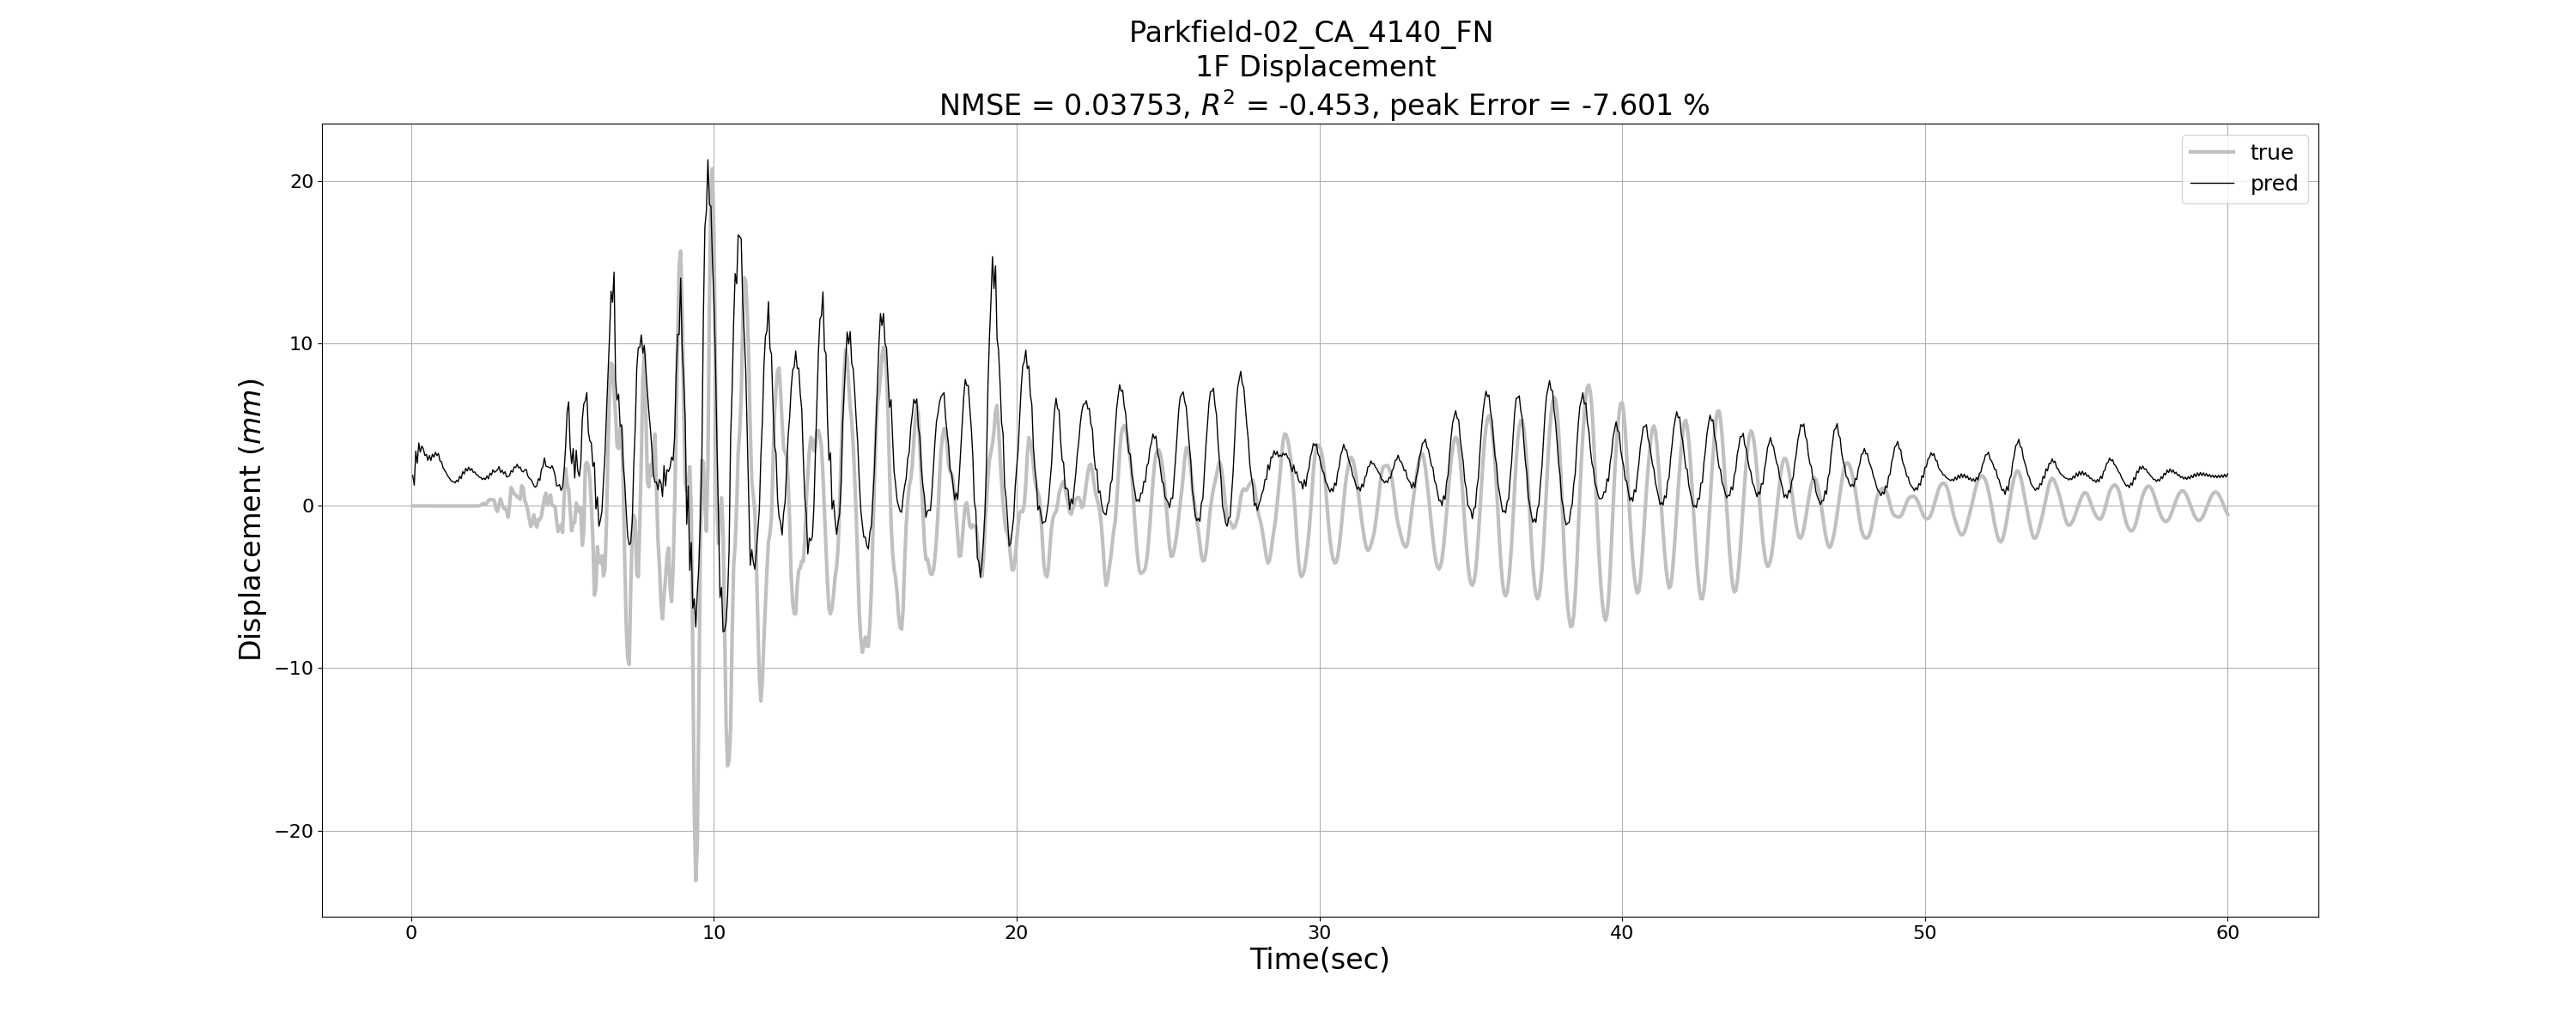 Parkfield-02_CA_4140_FN
1F Displacement
NMSE = 0.03753, R² = -0.453, peak Error = -7.601 %
true
pred
Displacement (mm)
20
10
0
−10
−20
0 10 20 30 40 50 60
Time(sec)